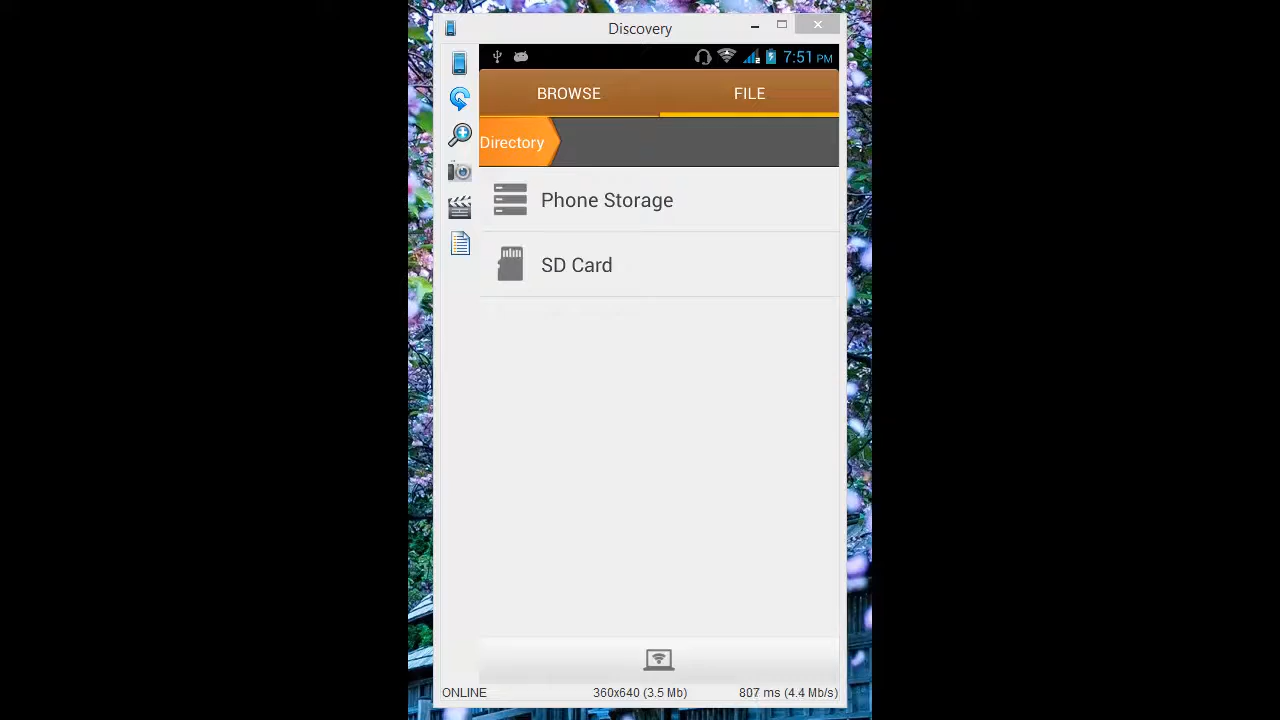 Discovery
7:51 PM
BROWSE
FILE
Directory
Phone Storage
SD Card
ONLINE
360x640 (3.5 Mb)
807 ms (4.4 Mb/s)